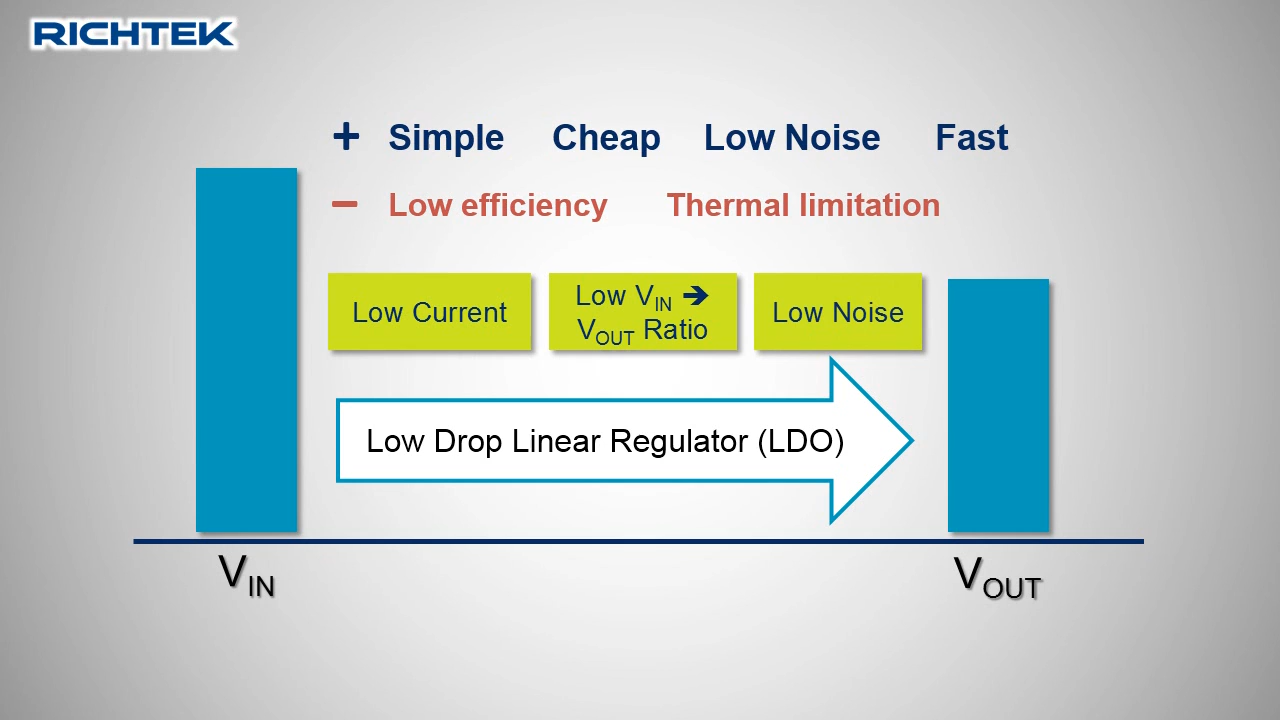 RICHTEK
+ Simple Cheap Low Noise Fast
− Low efficiency Thermal limitation
Low Current
Low VIN ➔
VOUT Ratio
Low Noise
Low Drop Linear Regulator (LDO)
VIN
VOUT